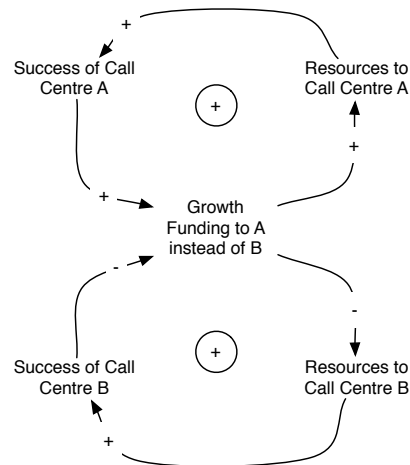 +
Success of Call
Centre A
Resources to
Call Centre A
+
+
+
Growth
Funding to A
instead of B
-
-
+
Success of Call
Centre B
Resources to
Call Centre B
+